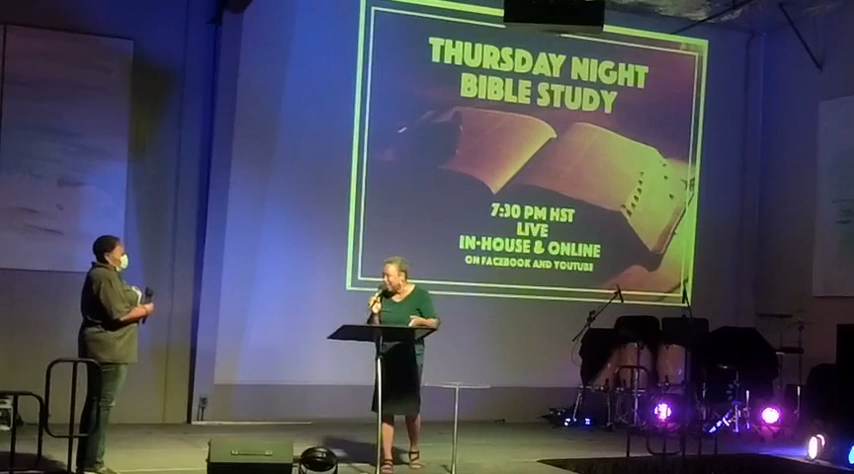 THURSDAY NIGHT
BIBLE STUDY
7:30 PM HST
LIVE
IN-HOUSE & ONLINE
ON FACEBOOK AND YOUTUBE